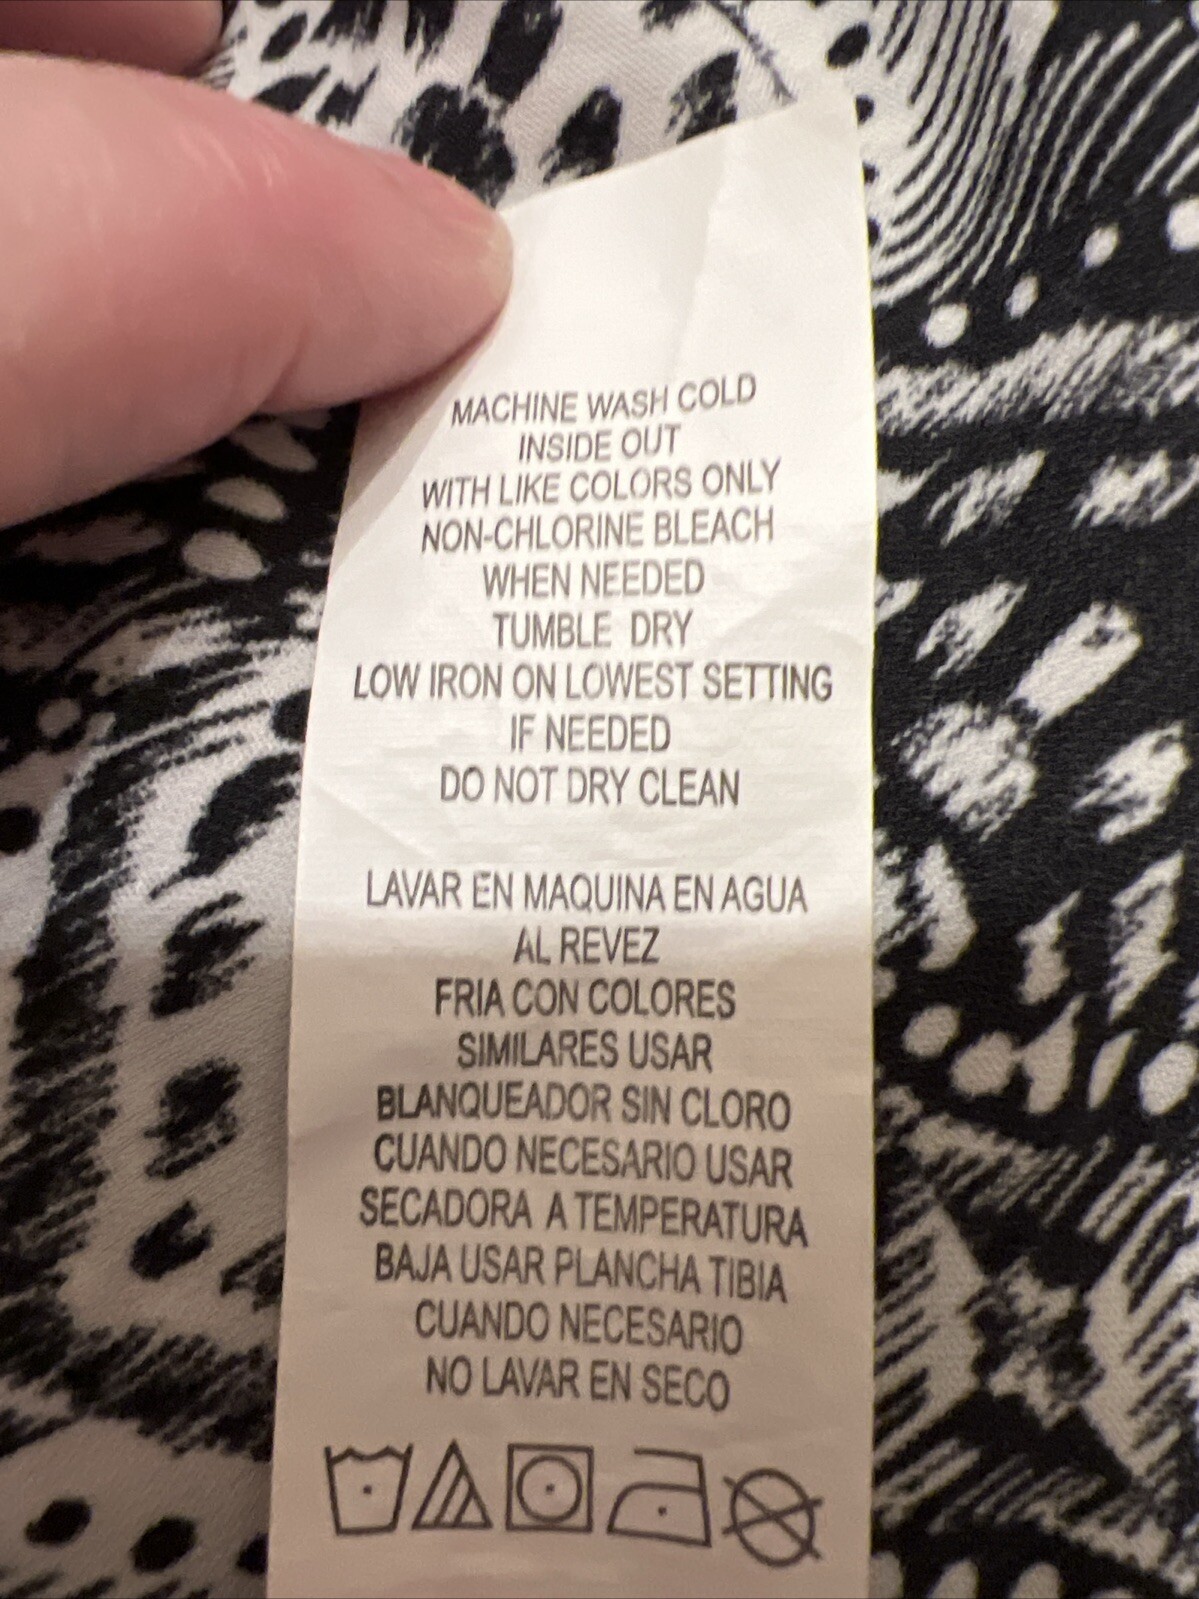 MACHINE WASH COLD
INSIDE OUT
WITH LIKE COLORS ONLY
NON-CHLORINE BLEACH
WHEN NEEDED
TUMBLE DRY
LOW IRON ON LOWEST SETTING
IF NEEDED
DO NOT DRY CLEAN
LAVAR EN MAQUINA EN AGUA
AL REVEZ
FRIA CON COLORES
SIMILARES USAR
BLANQUEADOR SIN CLORO
CUANDO NECESARIO USAR
SECADORA A TEMPERATURA
BAJA USAR PLANCHA TIBIA
CUANDO NECESARIO
NO LAVAR EN SECO